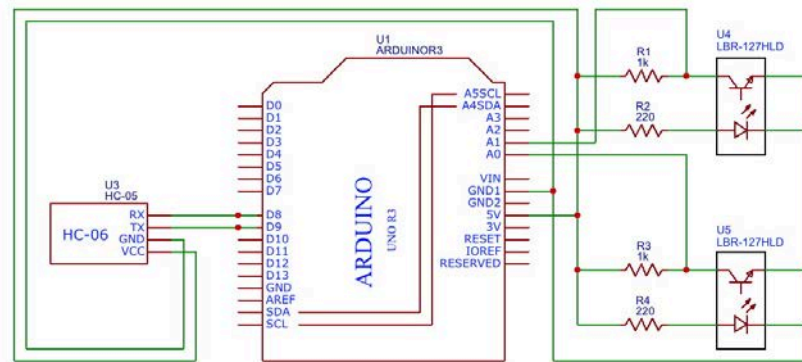 U1
ARDUINOR3
A5SCL
A4SDA
A3
A2
A1
A0
VIN
GND1
GND2
5V
3V
RESET
IOREF
RESERVED
D0
D1
D2
D3
D4
D5
D6
D7
D8
D9
D10
D11
D12
D13
GND
AREF
SDA
SCL
ARDUINO
UNO R3
U3
HC-05
HC-06
RX
TX
GND
VCC
R1
1k
R2
220
U4
LBR-127HLD
R3
1k
R4
220
U5
LBR-127HLD